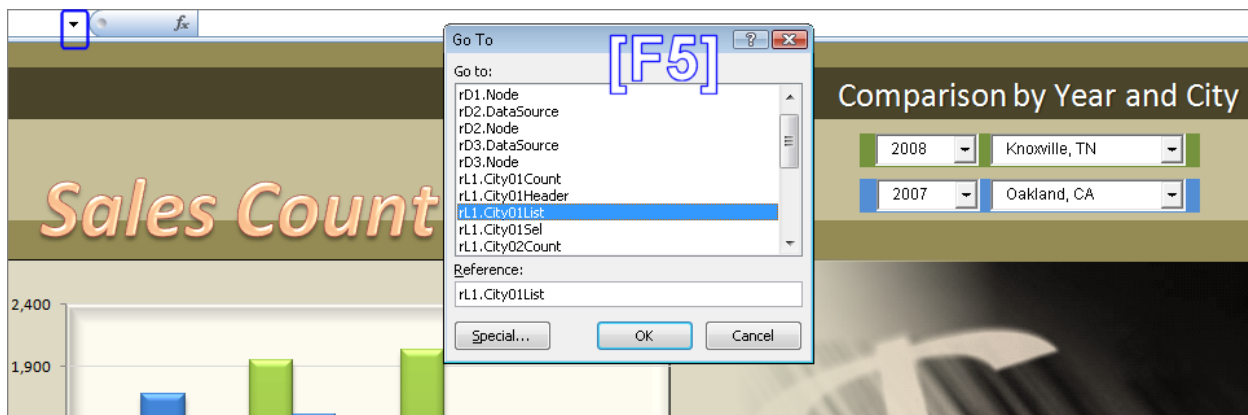 fx
Go To
[F5]
Go to:
rD1.Node
rD2.DataSource
rD2.Node
rD3.DataSource
rD3.Node
rL1.City01Count
rL1.City01Header
rL1.City01List
rL1.City01Sel
rL1.City02Count
Reference:
rL1.City01List
Special...
OK
Cancel
Comparison by Year and City
2008
Knoxville, TN
2007
Oakland, CA
Sales Count
2,400
1,900